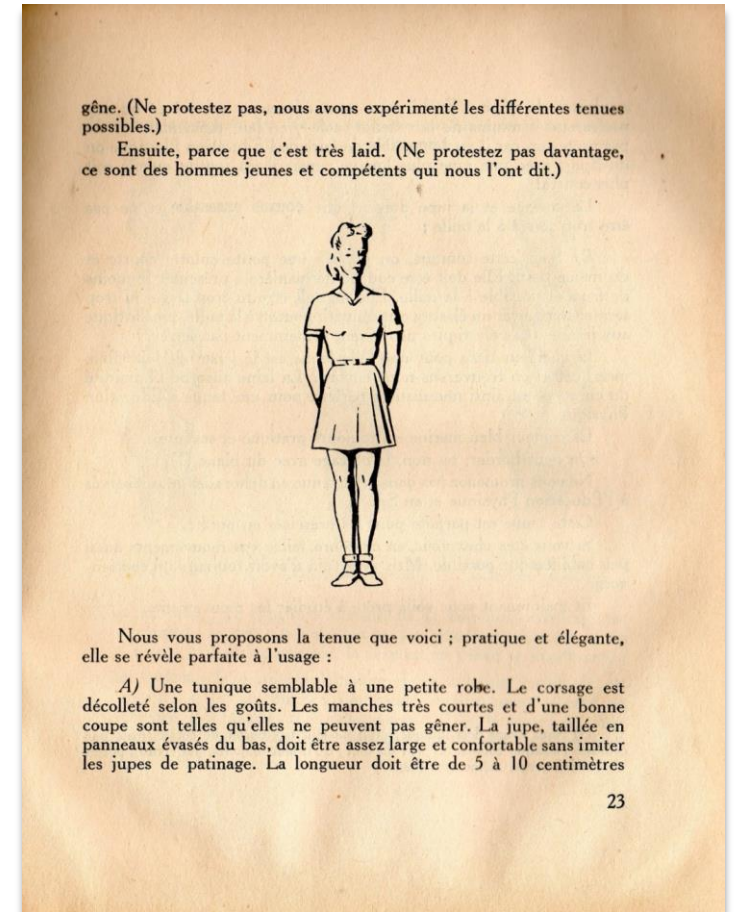 gêne. (Ne protestez pas, nous avons expérimenté les différentes tenues
possibles.)
Ensuite, parce que c'est très laid. (Ne protestez pas davantage,
ce sont des hommes jeunes et compétents qui nous l'ont dit.)
Nous vous proposons la tenue que voici ; pratique et élégante,
elle se révèle parfaite à l'usage :
A) Une tunique semblable à une petite robe. Le corsage est
décolleté selon les goûts. Les manches très courtes et d'une bonne
coupe sont telles qu'elles ne peuvent pas gêner. La jupe, taillée en
panneaux évasés du bas, doit être assez large et confortable sans imiter
les jupes de patinage. La longueur doit être de 5 à 10 centimètres
23